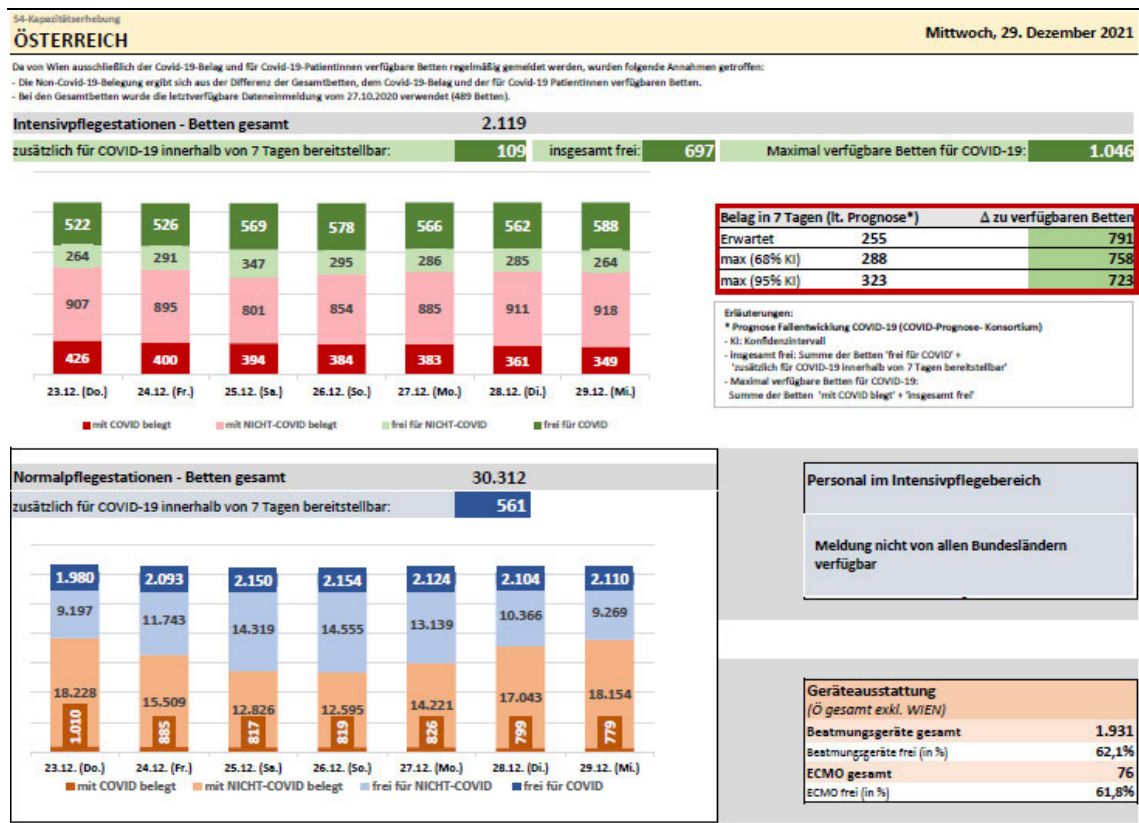 S4-Kapazitätserhebung
ÖSTERREICH
Mittwoch, 29. Dezember 2021
Da von Wien ausschließlich der Covid-19-Belag und für Covid-19-PatientInnen verfügbare Betten regelmäßig gemeldet werden, wurden folgende Annahmen getroffen:
- Die Non-Covid-19-Belegung ergibt sich aus der Differenz der Gesamtbetten, dem Covid-19-Belag und der für Covid-19 PatientInnen verfügbaren Betten.
- Bei den Gesamtbetten wurde die letztverfügbare Dateneinmeldung vom 27.10.2020 verwendet (489 Betten).
Intensivpflegestationen - Betten gesamt 2.119
zusätzlich für COVID-19 innerhalb von 7 Tagen bereitstellbar: 109 insgesamt frei: 697 Maximal verfügbare Betten für COVID-19: 1.046
522 526 569 578 566 562 588
264 291 347 295 286 285 264
907 895 801 854 885 911 918
426 400 394 384 383 361 349
23.12. (Do.) 24.12. (Fr.) 25.12. (Sa.) 26.12. (So.) 27.12. (Mo.) 28.12. (Di.) 29.12. (Mi.)
mit COVID belegt mit NICHT-COVID belegt frei für NICHT-COVID frei für COVID
Belag in 7 Tagen (lt. Prognose*) Δ zu verfügbaren Betten
Erwartet 255 791
max (68% KI) 288 758
max (95% KI) 323 723
Erläuterungen:
* Prognose Fallentwicklung COVID-19 (COVID-Prognose- Konsortium)
- KI: Konfidenzintervall
- insgesamt frei: Summe der Betten 'frei für COVID' +
'zusätzlich für COVID-19 innerhalb von 7 Tagen bereitstellbar'
- Maximal verfügbare Betten für COVID-19:
Summe der Betten 'mit COVID blegt' + 'insgesamt frei'
Normalpflegestationen - Betten gesamt 30.312
zusätzlich für COVID-19 innerhalb von 7 Tagen bereitstellbar: 561
1.980 2.093 2.150 2.154 2.124 2.104 2.110
9.197 11.743 14.319 14.555 13.139 10.366 9.269
18.228 15.509 12.826 12.595 14.221 17.043 18.154
1.010 885 817 819 826 799 779
23.12. (Do.) 24.12. (Fr.) 25.12. (Sa.) 26.12. (So.) 27.12. (Mo.) 28.12. (Di.) 29.12. (Mi.)
mit COVID belegt mit NICHT-COVID belegt frei für NICHT-COVID frei für COVID
Personal im Intensivpflegebereich
Meldung nicht von allen Bundesländern
verfügbar
Geräteausstattung
(Ö gesamt exkl. WIEN)
Beatmungsgeräte gesamt 1.931
Beatmungsgeräte frei (in %) 62,1%
ECMO gesamt 76
ECMO frei (in %) 61,8%